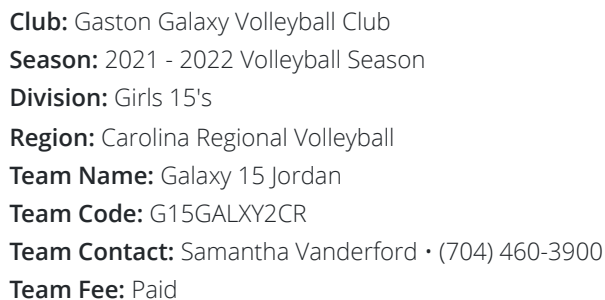 Club: Gaston Galaxy Volleyball Club
Season: 2021 - 2022 Volleyball Season
Division: Girls 15's
Region: Carolina Regional Volleyball
Team Name: Galaxy 15 Jordan
Team Code: G15GALXY2CR
Team Contact: Samantha Vanderford • (704) 460-3900
Team Fee: Paid